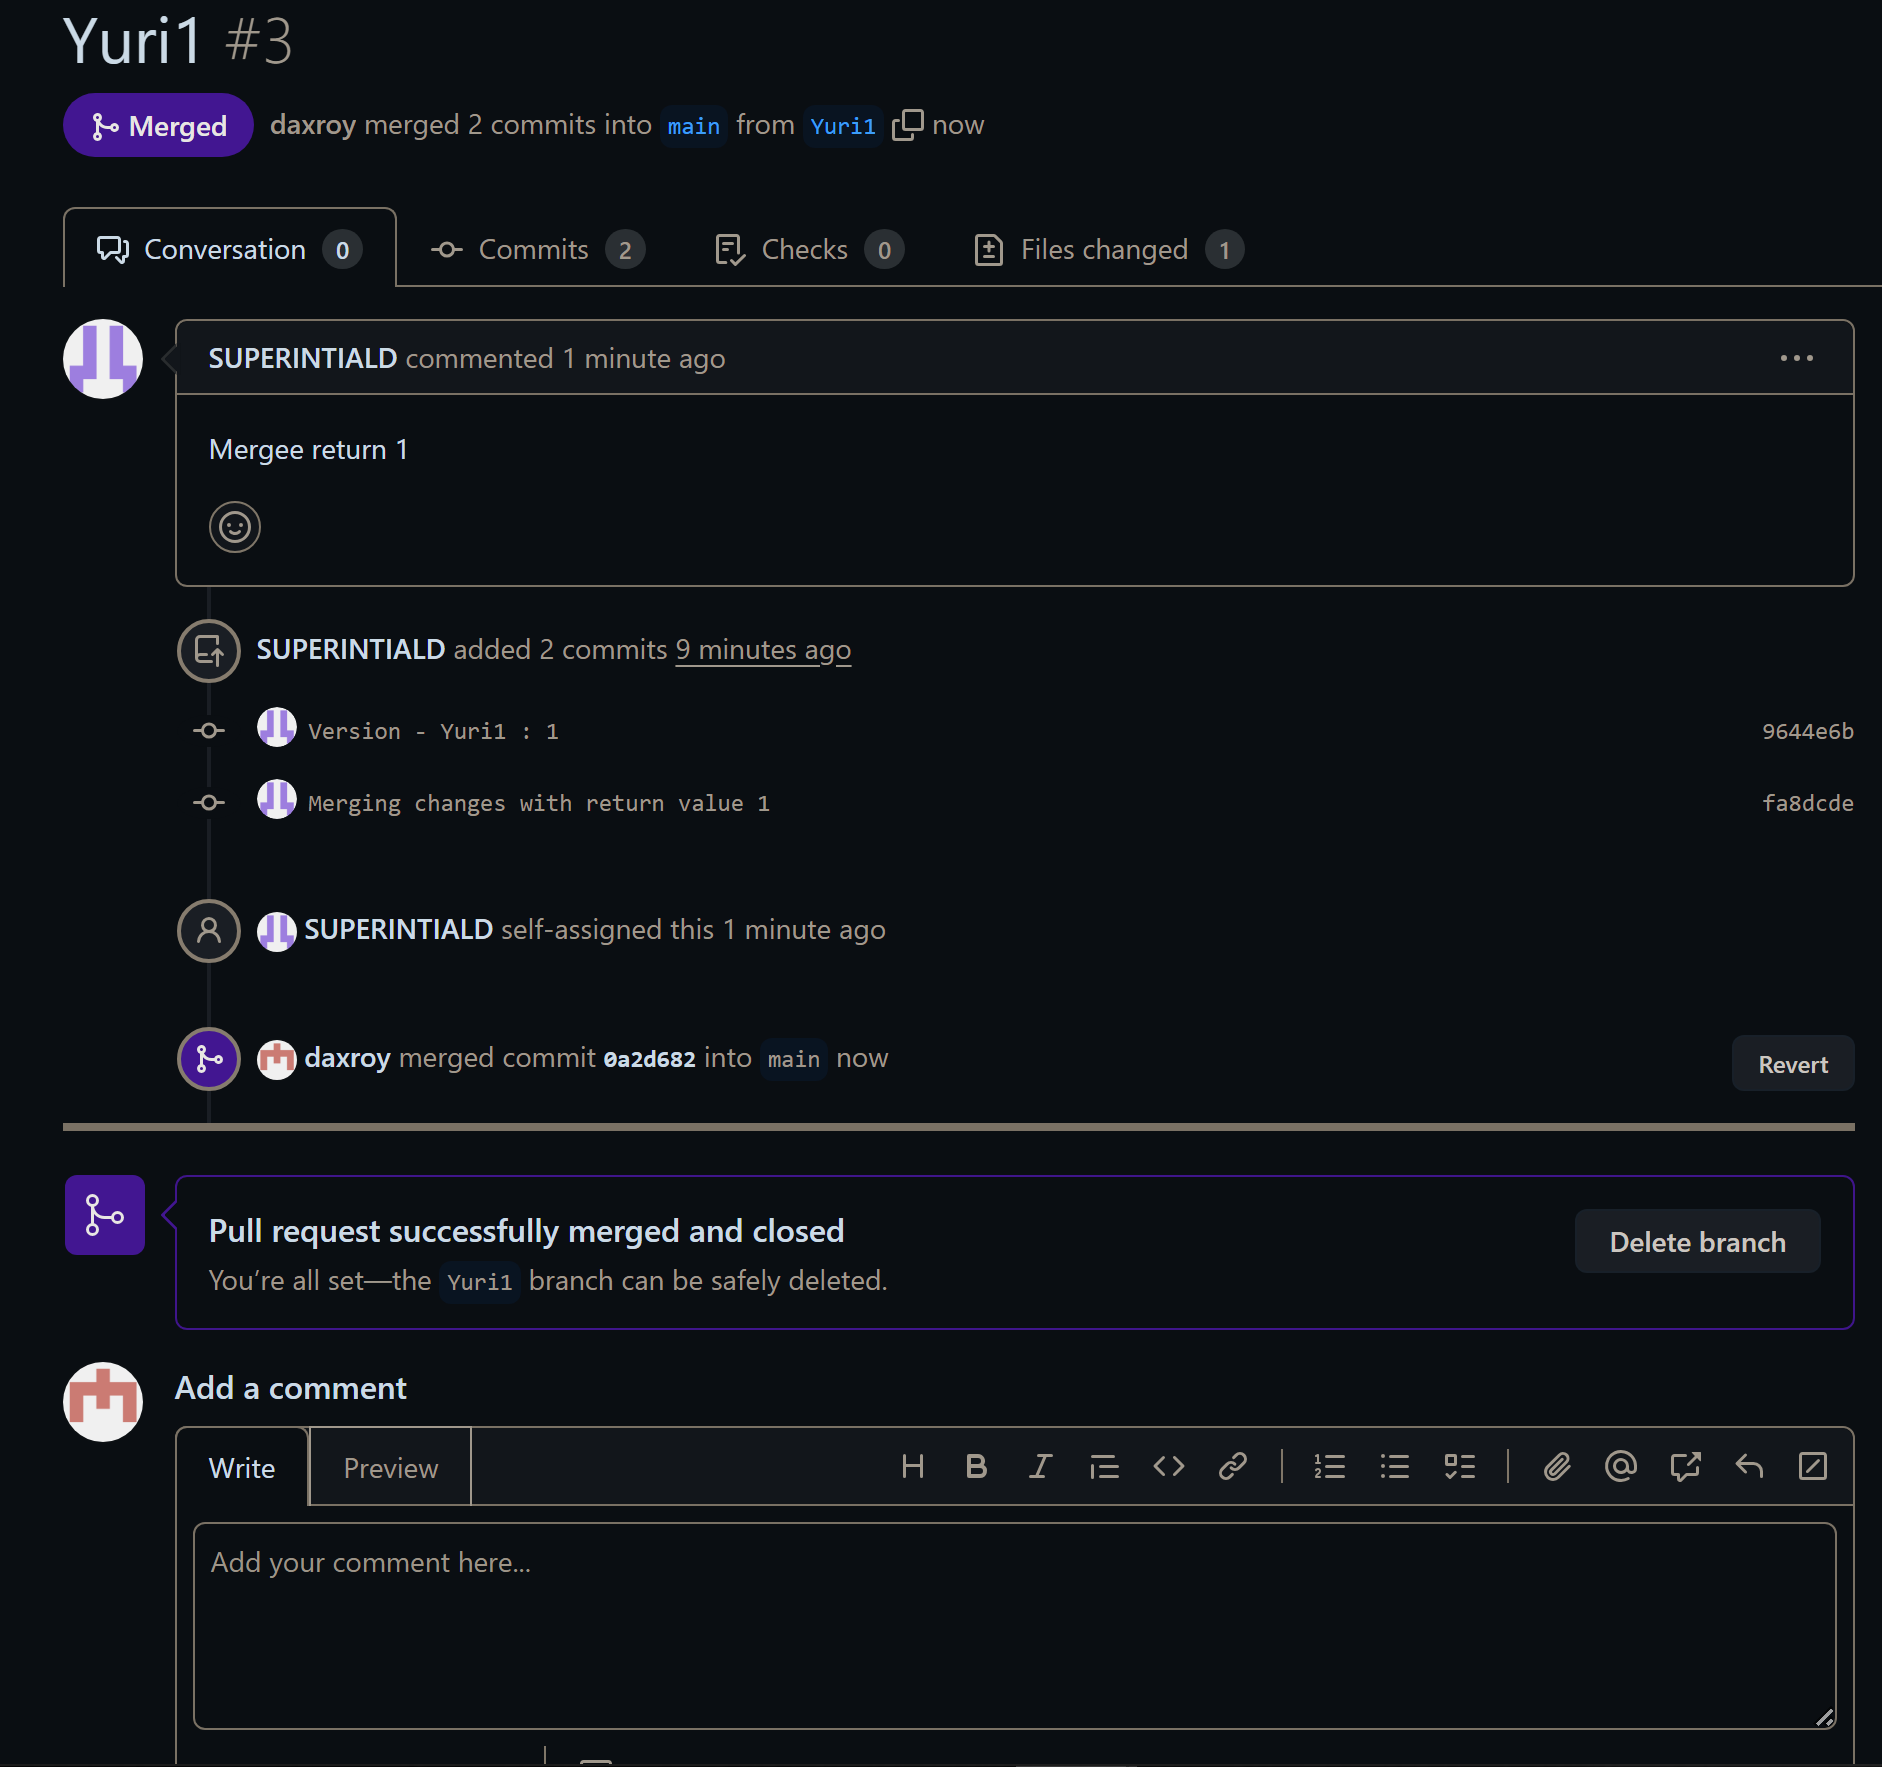 Yuri1 #3
Merged daxroy merged 2 commits into main from Yuri1 now
Conversation 0 Commits 2 Checks 0 Files changed 1
SUPERINTIALD commented 1 minute ago
Mergee return 1
SUPERINTIALD added 2 commits 9 minutes ago
Version - Yuri1 : 1 9644e6b
Merging changes with return value 1 fa8dcde
SUPERINTIALD self-assigned this 1 minute ago
daxroy merged commit 0a2d682 into main now Revert
Pull request successfully merged and closed
You’re all set—the Yuri1 branch can be safely deleted. Delete branch
Add a comment
Write Preview
Add your comment here...